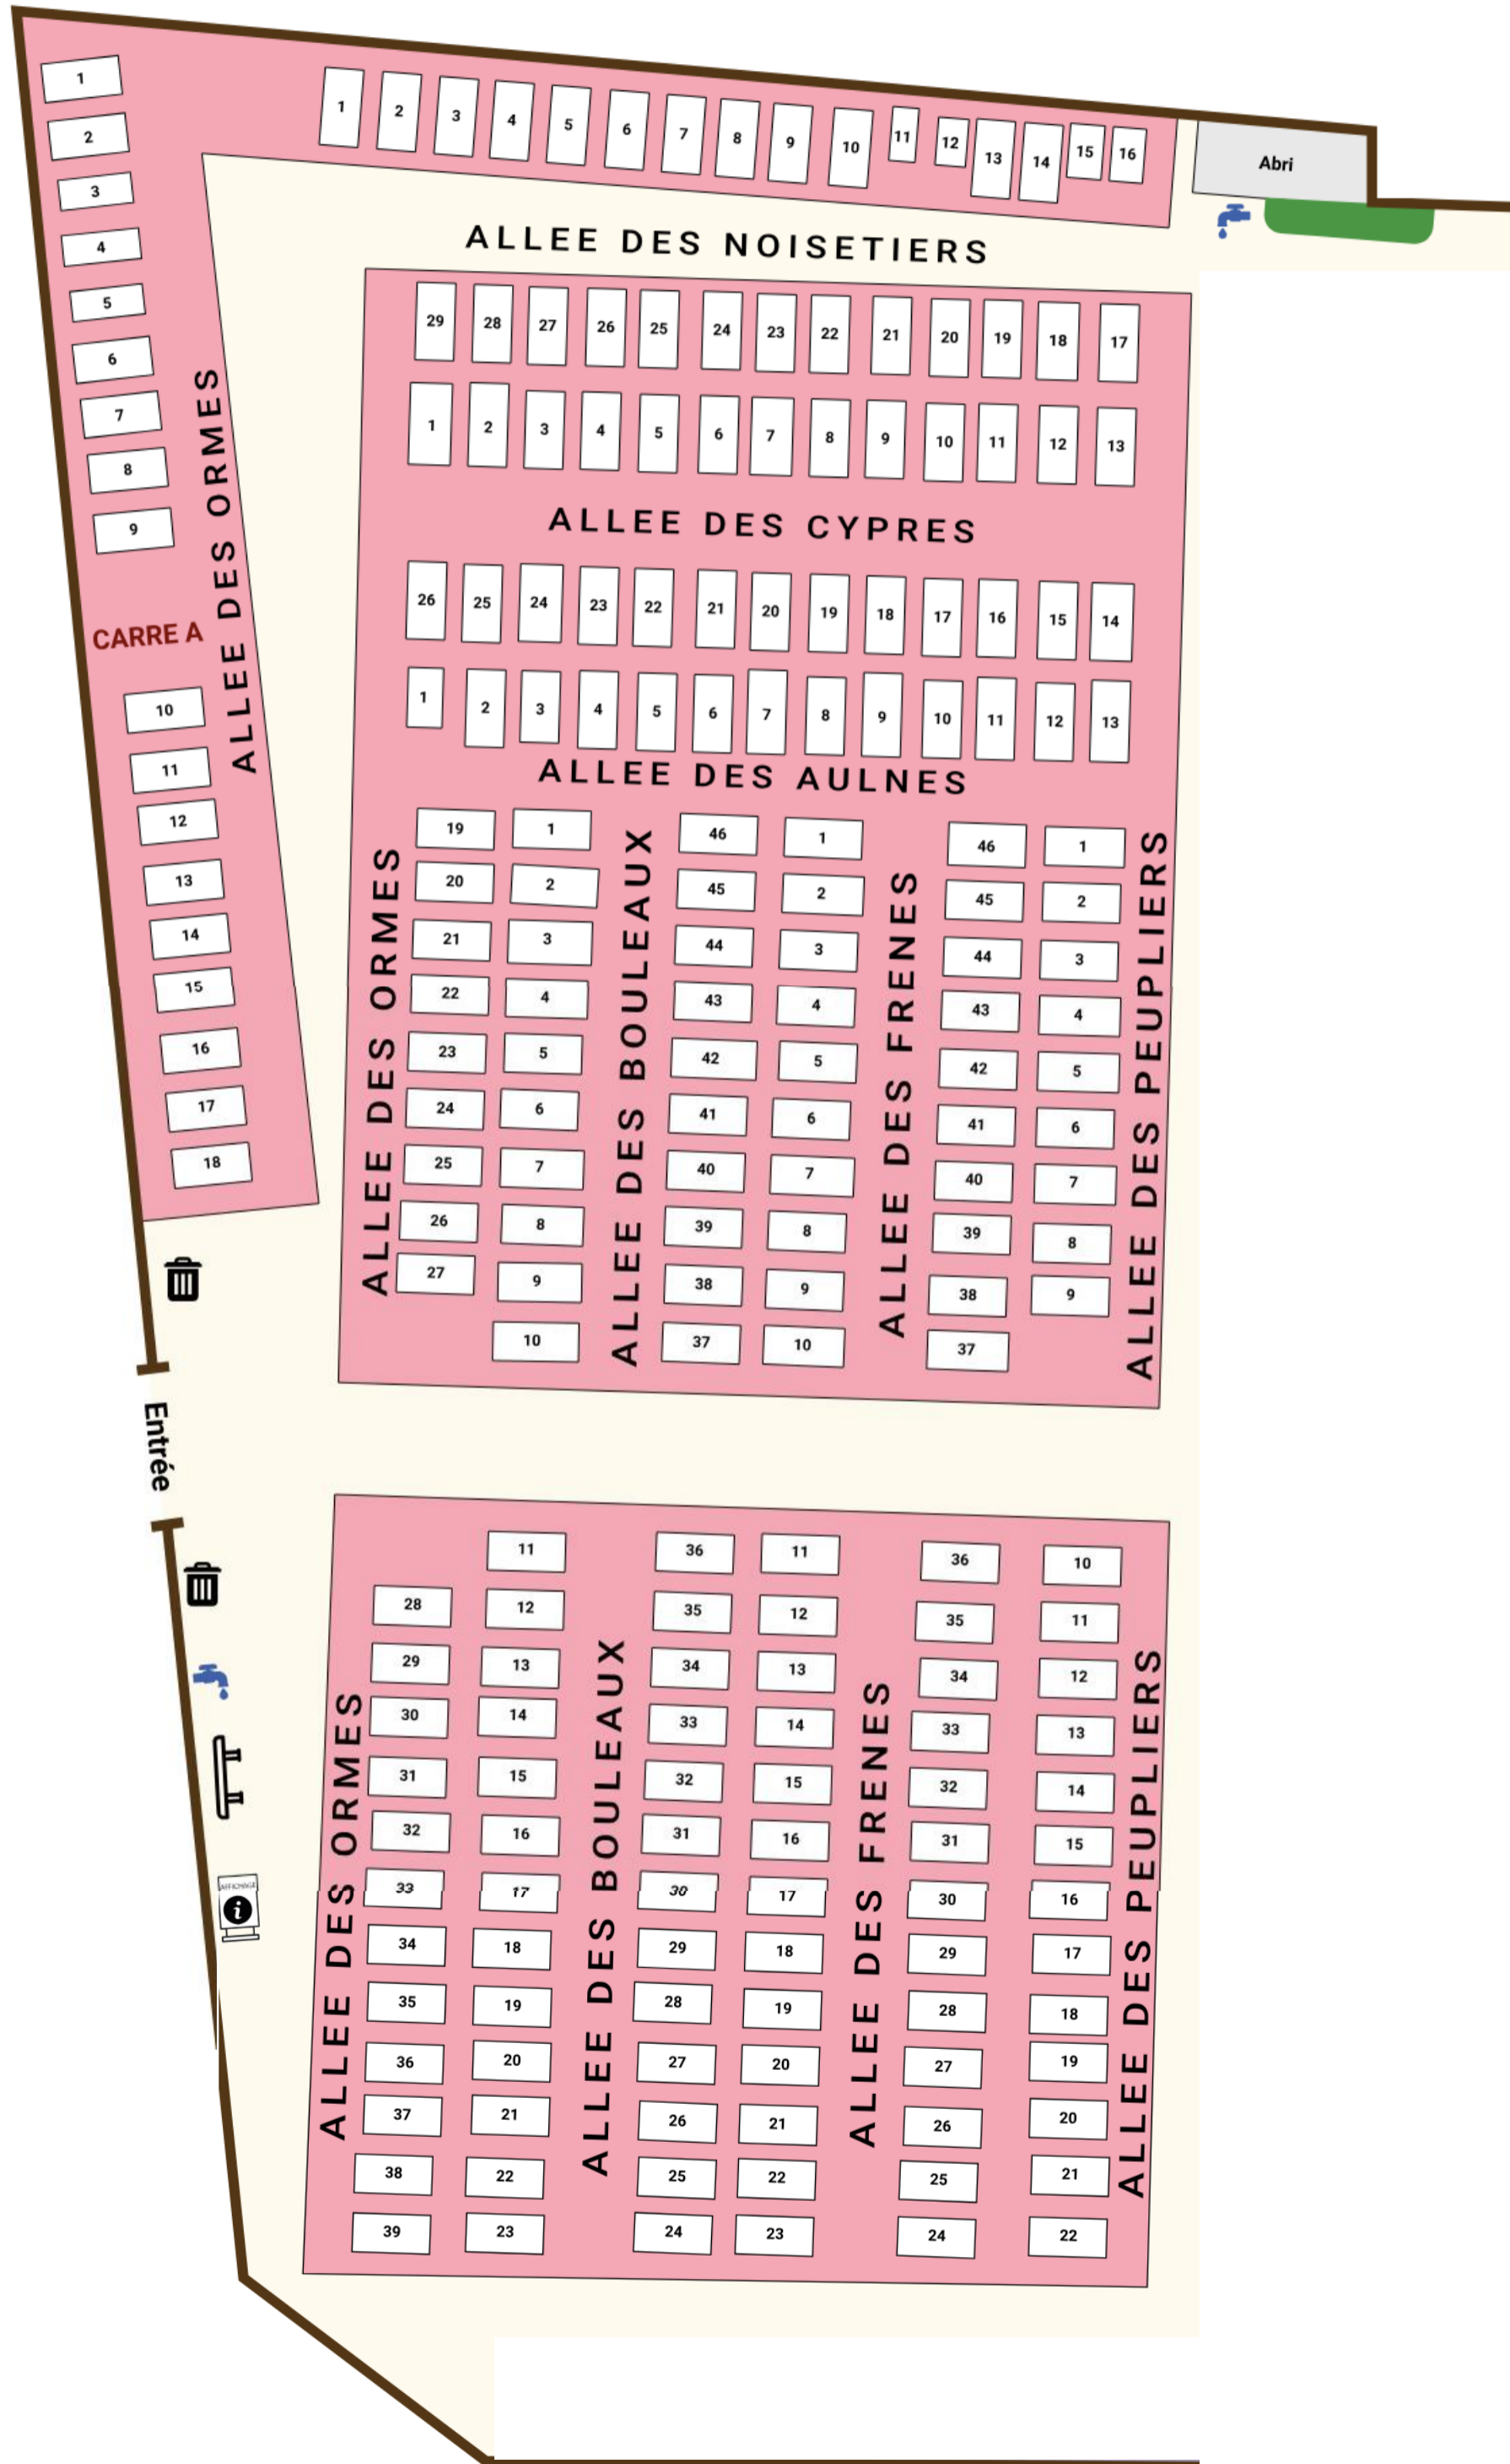 1
2
3
4
5
6
7
8
9
CARRE A
10
11
12
13
14
15
16
17
18
ALLEE DES ORMES
1 2 3 4 5 6 7 8 9 10 11 12 13 14 15 16
Abri
ALLEE DES NOISETIERS
29 28 27 26 25 24 23 22 21 20 19 18 17
1 2 3 4 5 6 7 8 9 10 11 12 13
ALLEE DES CYPRES
26 25 24 23 22 21 20 19 18 17 16 15 14
1 2 3 4 5 6 7 8 9 10 11 12 13
ALLEE DES AULNES
ALLEE DES ORMES
ALLEE DES BOULEAUX
ALLEE DES FRENES
ALLEE DES PEUPLIERS
19 1 46 1 46 1
20 2 45 2 45 2
21 3 44 3 44 3
22 4 43 4 43 4
23 5 42 5 42 5
24 6 41 6 41 6
25 7 40 7 40 7
26 8 39 8 39 8
27 9 38 9 38 9
10 37 10 37
Entrée
11 36 11 36 10
28 12 35 12 35 11
29 13 34 13 34 12
30 14 33 14 33 13
31 15 32 15 32 14
32 16 31 16 31 15
33 17 30 17 30 16
34 18 29 18 29 17
35 19 28 19 28 18
36 20 27 20 27 19
37 21 26 21 26 20
38 22 25 22 25 21
39 23 24 23 24 22
ALLEE DES ORMES
ALLEE DES BOULEAUX
ALLEE DES FRENES
ALLEE DES PEUPLIERS
AFFICHAGE
i